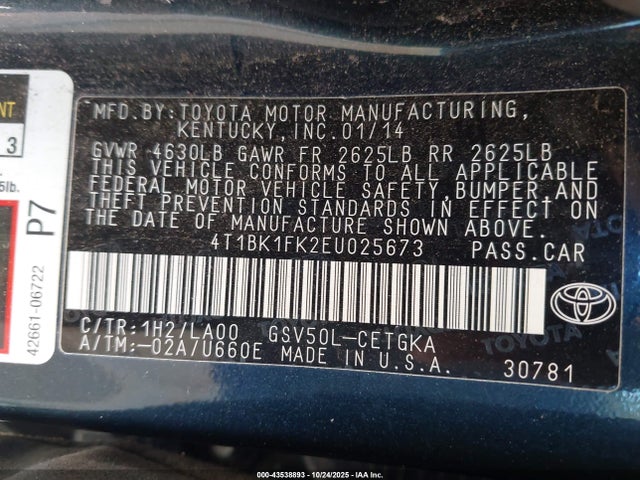 MFD.BY:TOYOTA MOTOR MANUFACTURING,
KENTUCKY,INC.01/14
GVWR 4630LB GAWR FR 2625LB RR 2625LB
THIS VEHICLE CONFORMS TO ALL APPLICABLE
FEDERAL MOTOR VEHICLE SAFETY,BUMPER,AND
THEFT PREVENTION STANDARDS IN EFFECT ON
THE DATE OF MANUFACTURE SHOWN ABOVE.
4T1BK1FK2EU025673 PASS.CAR
C/TR:1H2/LA00 GSV50L-CETGKA
A/TM:-02A/U660E MADE IN U.S.A.
30781
TOYOTA
3
5lb.
P7
42661-06722
000-43538893 • 10/24/2025 • IAA Inc.